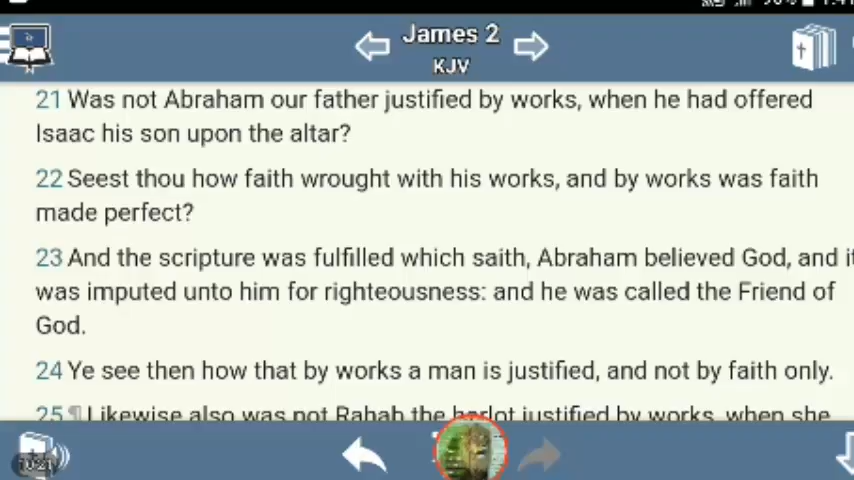 James 2
KJV
21 Was not Abraham our father justified by works, when he had offered
Isaac his son upon the altar?
22 Seest thou how faith wrought with his works, and by works was faith
made perfect?
23 And the scripture was fulfilled which saith, Abraham believed God, and it
was imputed unto him for righteousness: and he was called the Friend of
God.
24 Ye see then how that by works a man is justified, and not by faith only.
25 ¶ Likewise also was not Rahab the harlot justified by works, when she
10:21